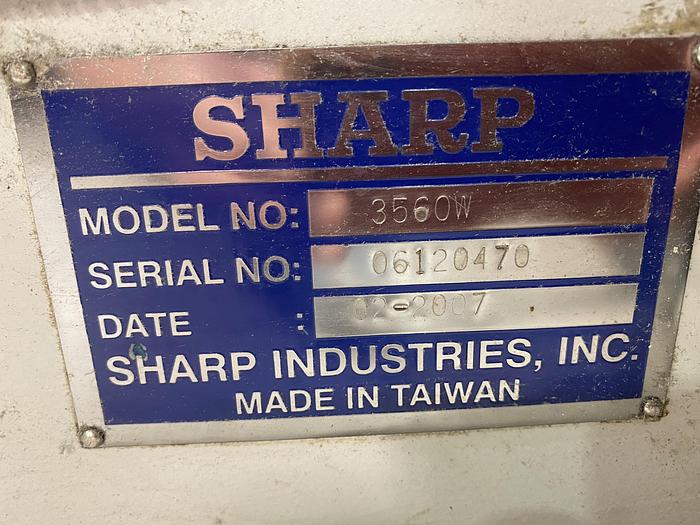 SHARP
MODEL NO: 3560W
SERIAL NO: 06120470
DATE : 02-2007
SHARP INDUSTRIES, INC.
MADE IN TAIWAN